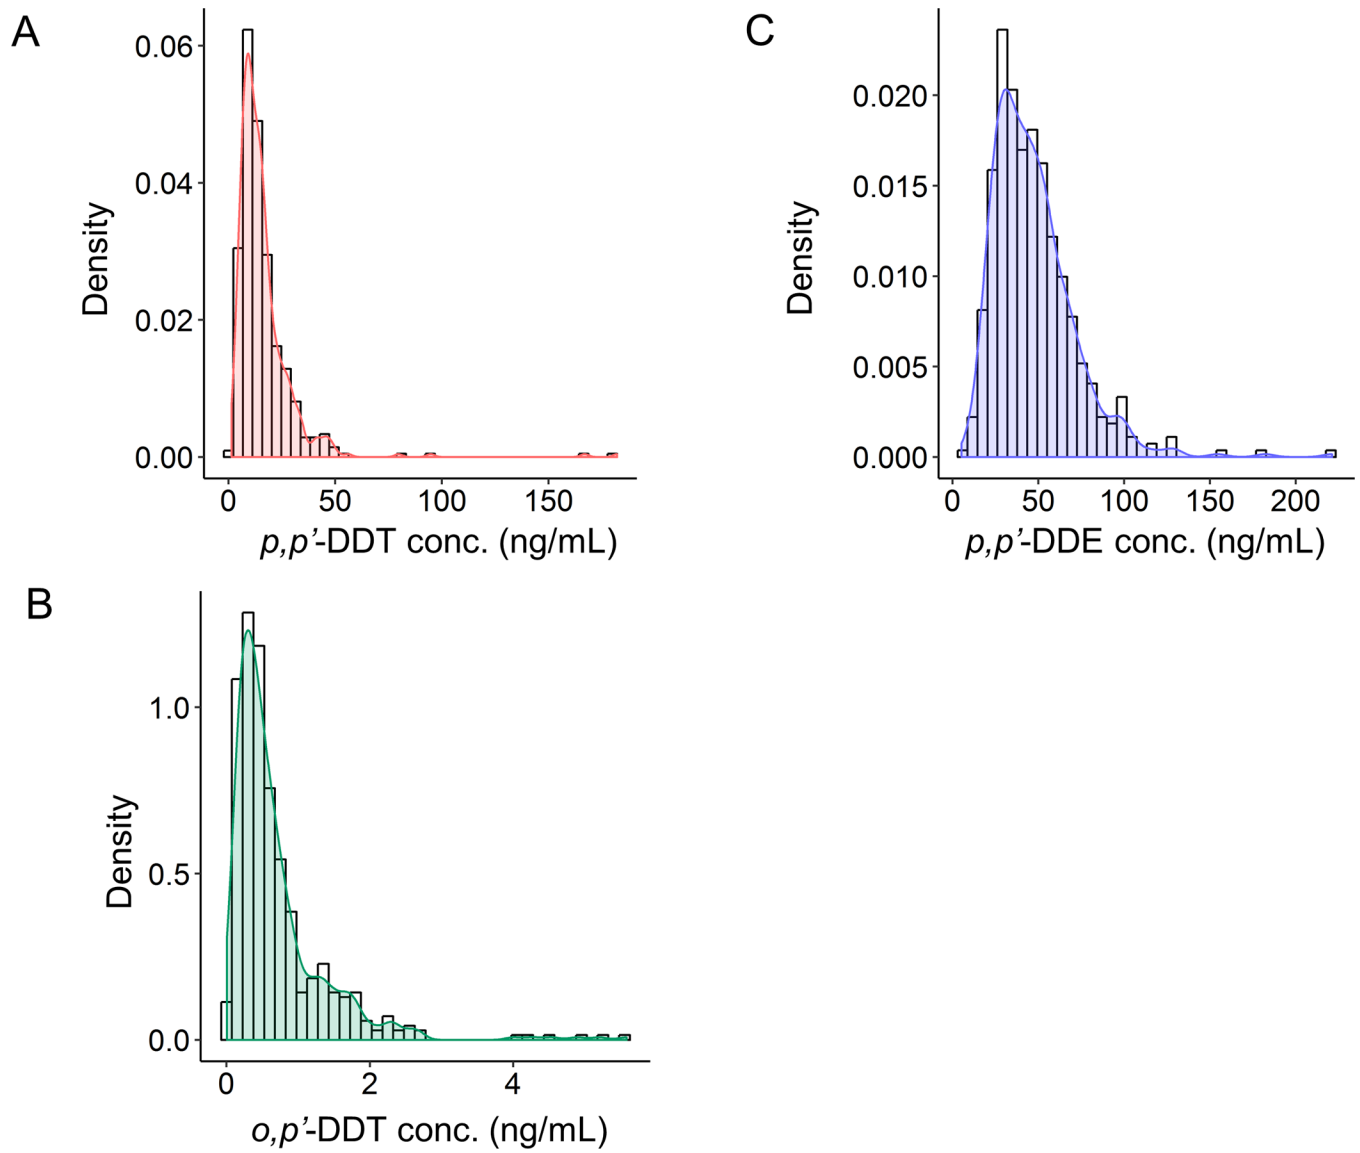 A
0.06
0.04
0.02
0.00
Density
0
50
100
150
p,p’-DDT conc. (ng/mL)
C
0.020
0.015
0.010
0.005
0.000
Density
0
50
100
150
200
p,p’-DDE conc. (ng/mL)
B
1.0
0.5
0.0
Density
0
2
4
o,p’-DDT conc. (ng/mL)